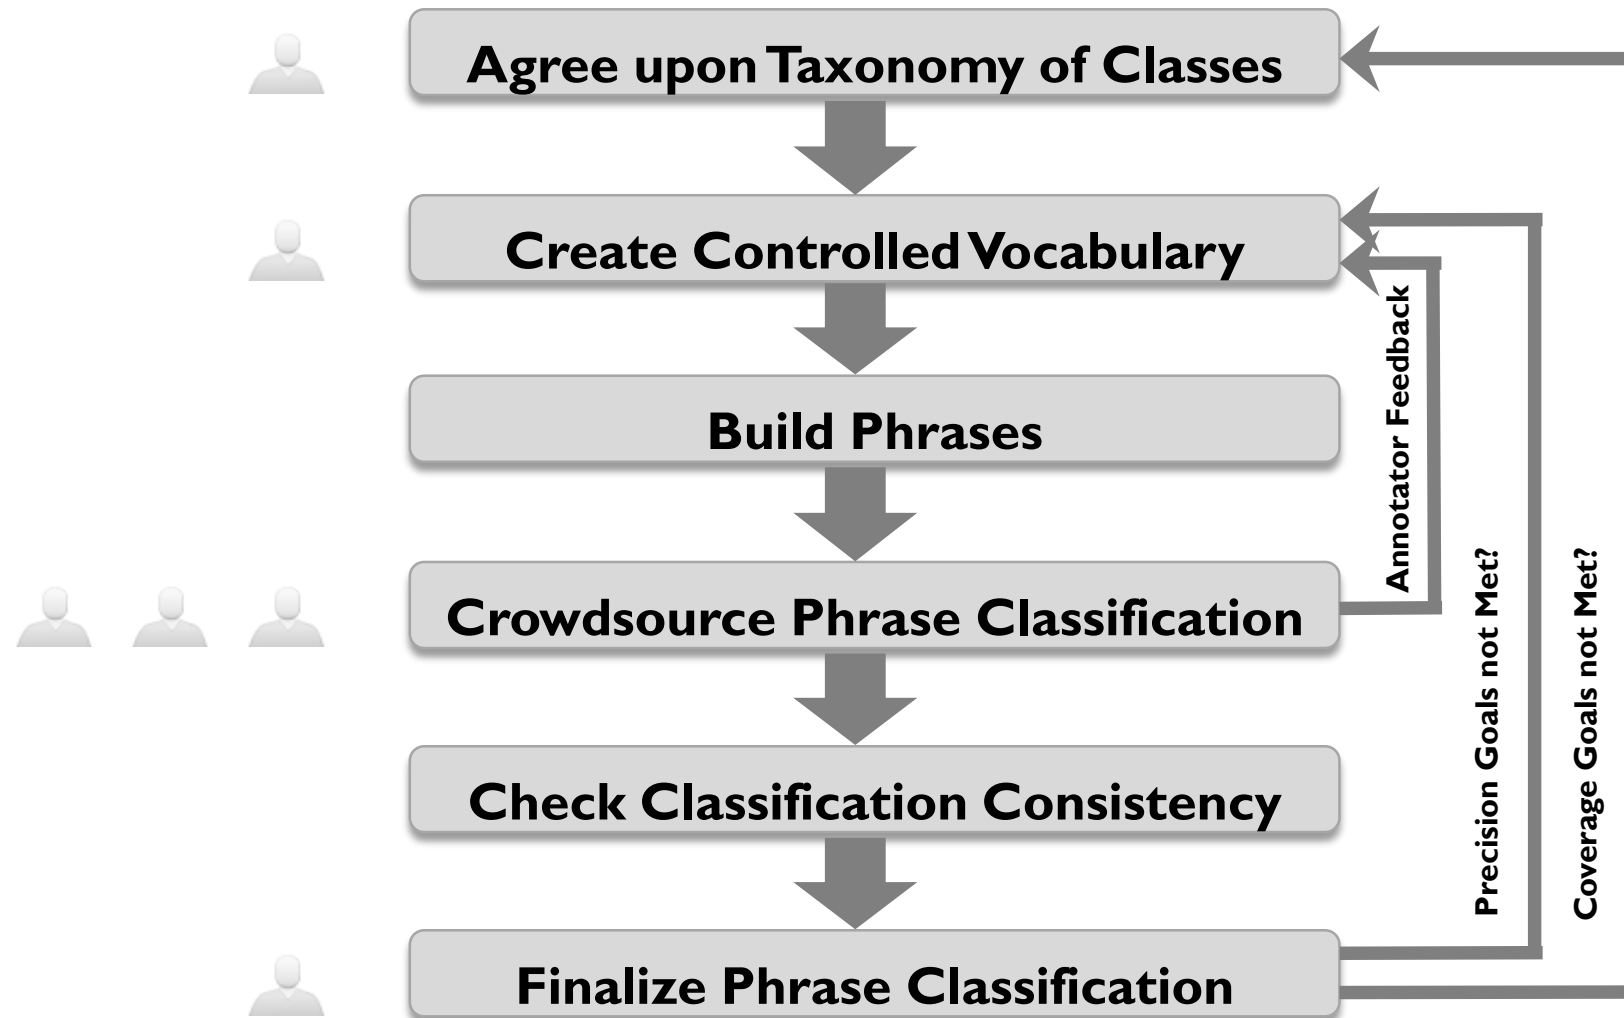 Agree upon Taxonomy of Classes
Create Controlled Vocabulary
Build Phrases
Crowdsource Phrase Classification
Check Classification Consistency
Finalize Phrase Classification
Annotator Feedback
Precision Goals not Met?
Coverage Goals not Met?